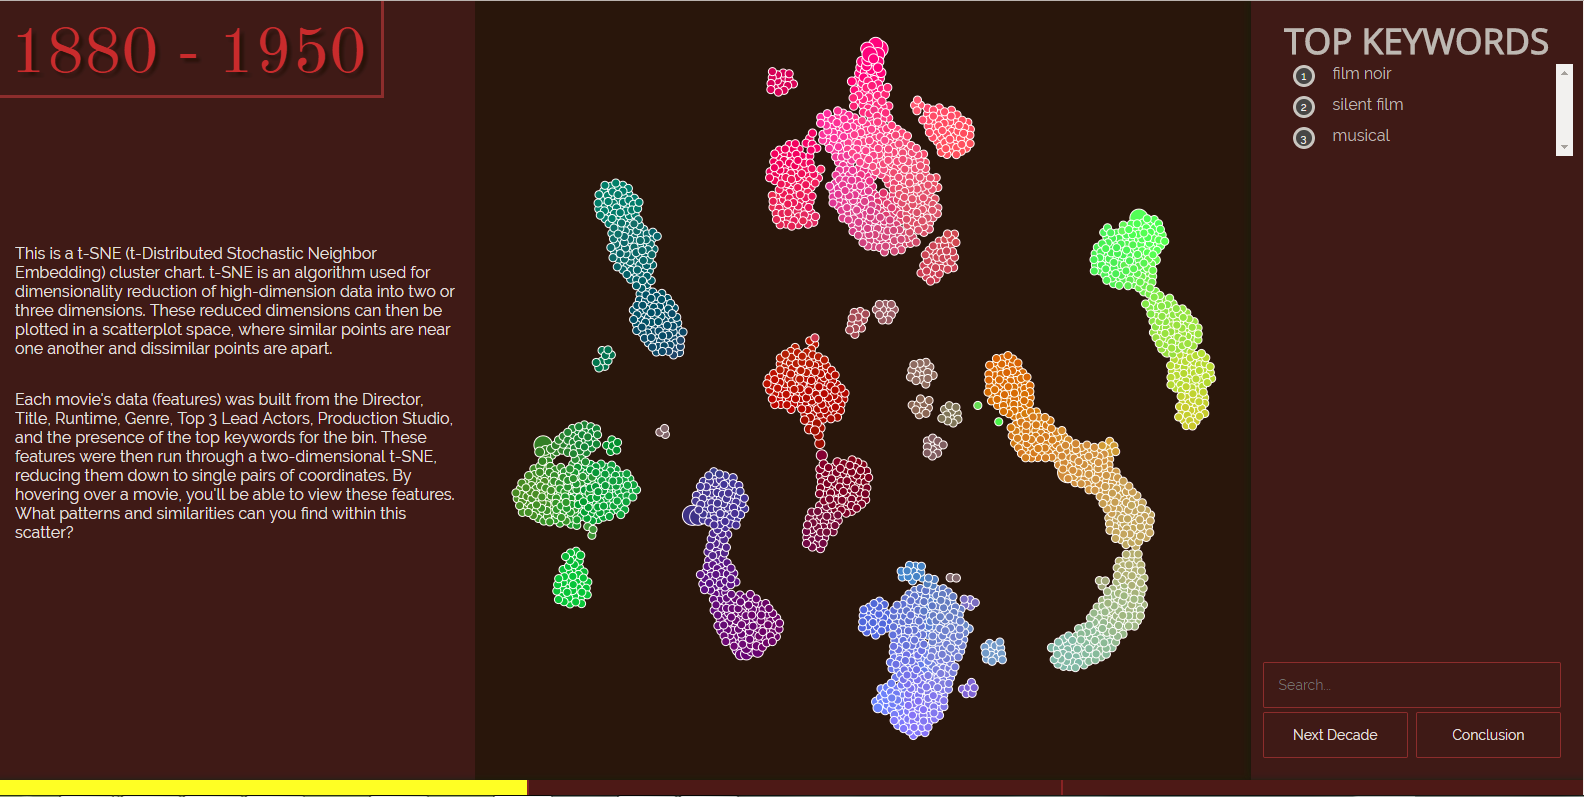 1880 - 1950
This is a t-SNE (t-Distributed Stochastic Neighbor
Embedding) cluster chart. t-SNE is an algorithm used for
dimensionality reduction of high-dimension data into two or
three dimensions. These reduced dimensions can then be
plotted in a scatterplot space, where similar points are near
one another and dissimilar points are apart.
Each movie's data (features) was built from the Director,
Title, Runtime, Genre, Top 3 Lead Actors, Production Studio,
and the presence of the top keywords for the bin. These
features were then run through a two-dimensional t-SNE,
reducing them down to single pairs of coordinates. By
hovering over a movie, you'll be able to view these features.
What patterns and similarities can you find within this
scatter?
TOP KEYWORDS
1 film noir
2 silent film
3 musical
Search...
Next Decade
Conclusion